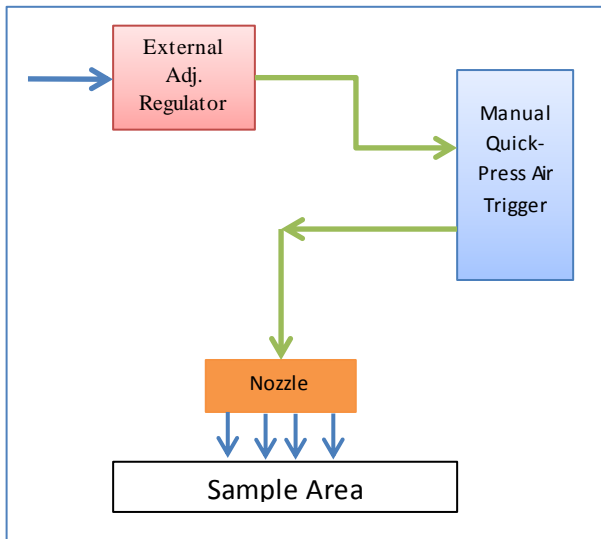 External
Adj.
Regulator
Manual
Quick-
Press Air
Trigger
Nozzle
Sample Area